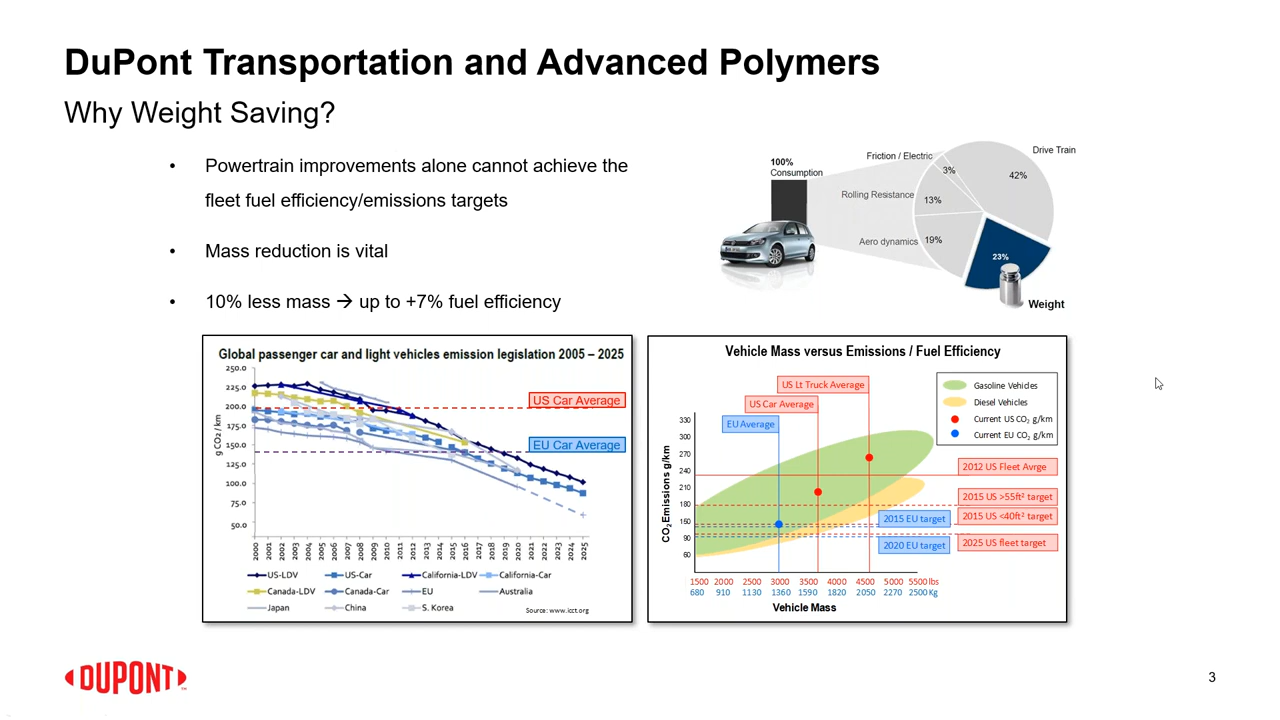 DuPont Transportation and Advanced Polymers
Why Weight Saving?
• Powertrain improvements alone cannot achieve the
fleet fuel efficiency/emissions targets
• Mass reduction is vital
• 10% less mass → up to +7% fuel efficiency
100%
Consumption
Friction / Electric
3%
Drive Train
42%
Rolling Resistance
13%
Aero dynamics
19%
23%
Weight
Global passenger car and light vehicles emission legislation 2005 – 2025
g CO2 / km
250.0
225.0
200.0
175.0
150.0
125.0
100.0
75.0
50.0
US Car Average
EU Car Average
2000 2001 2002 2003 2004 2005 2006 2007 2008 2009 2010 2011 2012 2013 2014 2015 2016 2017 2018 2019 2020 2021 2022 2023 2024 2025
US-LDV US-Car California-LDV California-Car
Canada-LDV Canada-Car EU Australia
Japan China S. Korea
Source: www.icct.org
Vehicle Mass versus Emissions / Fuel Efficiency
US Lt Truck Average
US Car Average
EU Average
Gasoline Vehicles
Diesel Vehicles
Current US CO2 g/km
Current EU CO2 g/km
CO2 Emissions g/km
330
300
270
240
210
180
150
90
60
2012 US Fleet Avrge
2015 US >55ft² target
2015 US <40ft² target
2025 US fleet target
2015 EU target
2020 EU target
1500 2000 2500 3000 3500 4000 4500 5000 5500 lbs
680 910 1130 1360 1590 1820 2050 2270 2500 Kg
Vehicle Mass
DUPONT™
3